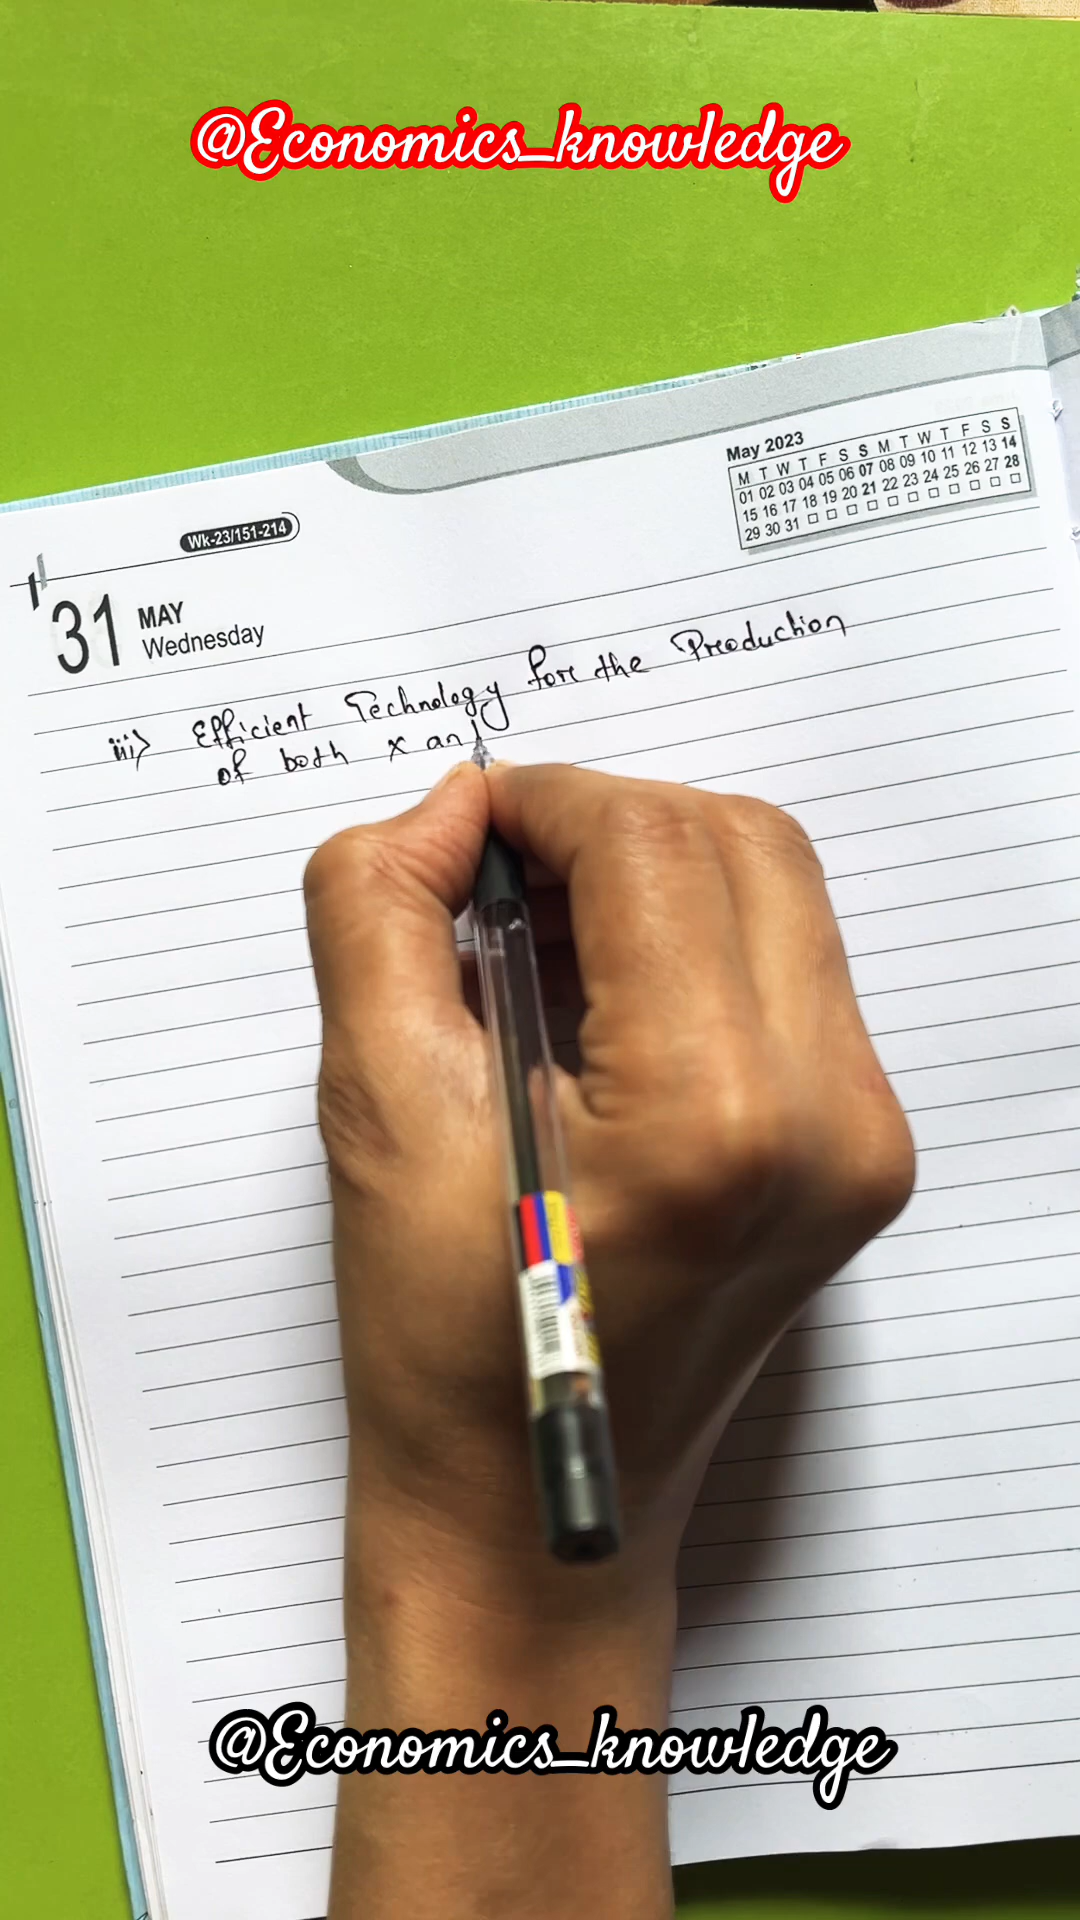 @Economics_knowledge
May 2023
M T W T F S S M T W T F S S
01 02 03 04 05 06 07 08 09 10 11 12 13 14
15 16 17 18 19 20 21 22 23 24 25 26 27 28
29 30 31
Wk-23/151-214
31 MAY
Wednesday
iii) Efficient Technology for the Production
of both x an
@Economics_knowledge